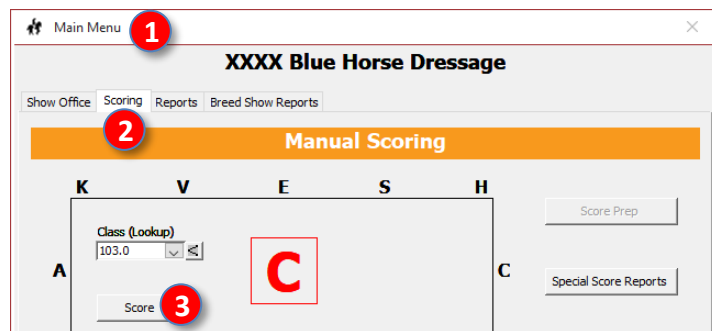 Main Menu 1
XXXX Blue Horse Dressage
Show Office Scoring Reports Breed Show Reports
2
Manual Scoring
K V E S H
Score Prep
Class (Lookup)
103.0 <
A C C Special Score Reports
Score 3